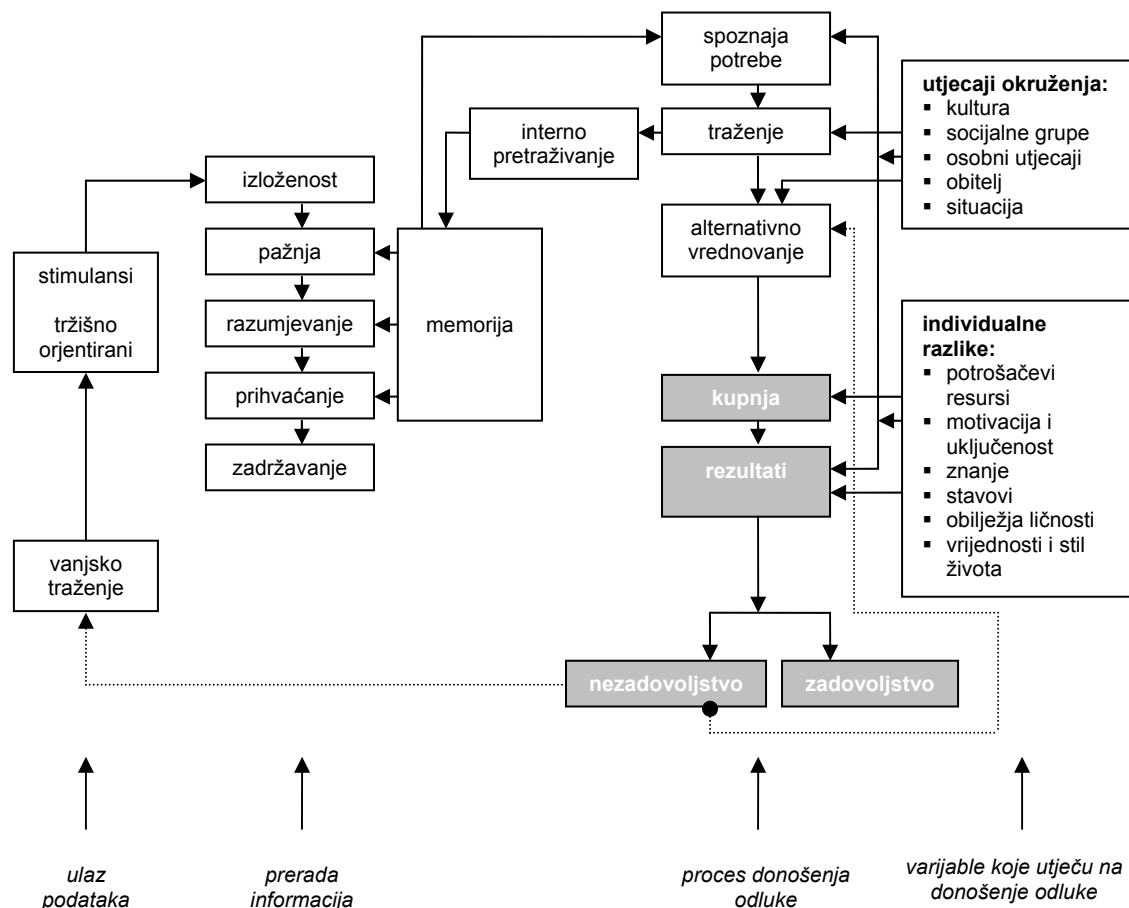 spoznaja
potrebe
utjecaji okruženja:
▪ kultura
▪ socijalne grupe
▪ osobni utjecaji
▪ obitelj
▪ situacija
interno
pretraživanje
traženje
izloženost
alternativno
vrednovanje
pažnja
stimulansi
tržišno
orjentirani
razumjevanje
memorija
individualne
razlike:
▪ potrošačevi
resursi
▪ motivacija i
uključenost
▪ znanje
▪ stavovi
▪ obilježja ličnosti
▪ vrijednosti i stil
života
prihvaćanje
kupnja
zadržavanje
rezultati
vanjsko
traženje
nezadovoljstvo
zadovoljstvo
ulaz
podataka
prerada
informacija
proces donošenja
odluke
varijable koje utječu na
donošenje odluke